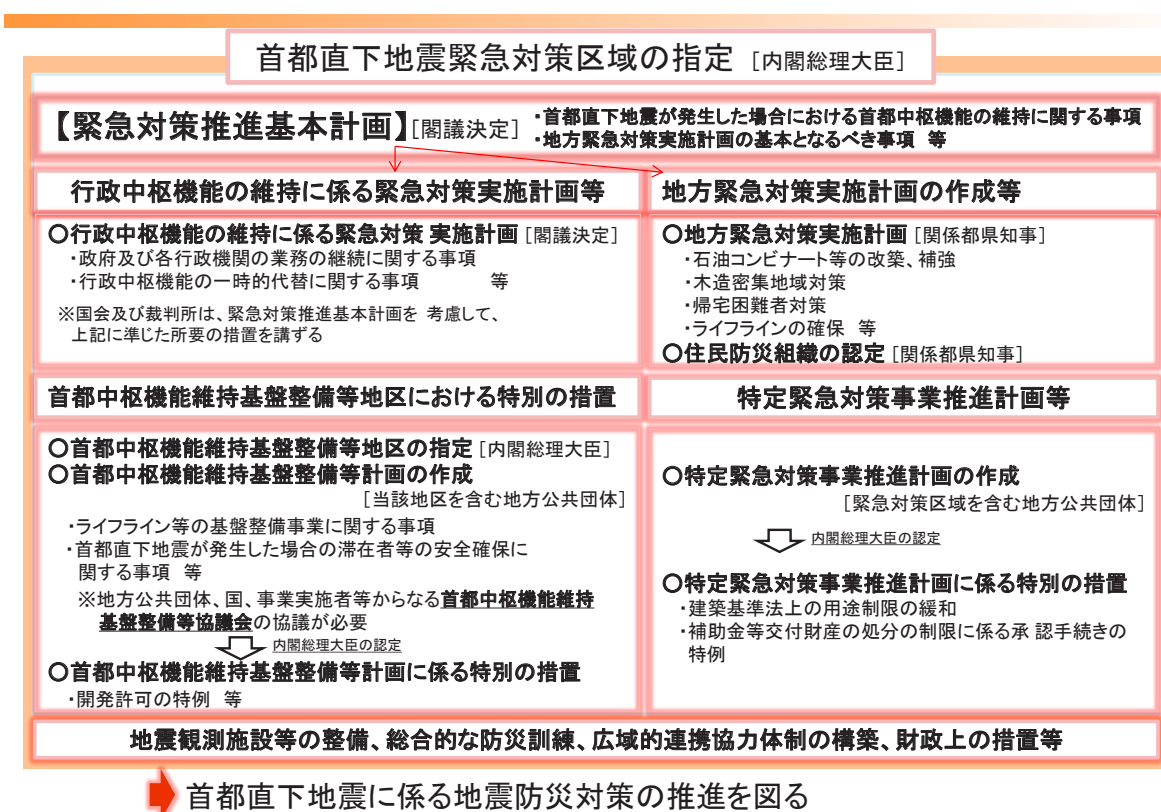 首都直下地震緊急対策区域の指定 [内閣総理大臣]
【緊急対策推進基本計画】[閣議決定]
・首都直下地震が発生した場合における首都中枢機能の維持に関する事項
・地方緊急対策実施計画の基本となるべき事項 等
行政中枢機能の維持に係る緊急対策実施計画等
○行政中枢機能の維持に係る緊急対策 実施計画 [閣議決定]
・政府及び各行政機関の業務の継続に関する事項
・行政中枢機能の一時的代替に関する事項 等
※国会及び裁判所は、緊急対策推進基本計画を 考慮して、
上記に準じた所要の措置を講ずる
地方緊急対策実施計画の作成等
○地方緊急対策実施計画 [関係都県知事]
・石油コンビナート等の改築、補強
・木造密集地域対策
・帰宅困難者対策
・ライフラインの確保 等
○住民防災組織の認定 [関係都県知事]
首都中枢機能維持基盤整備等地区における特別の措置
○首都中枢機能維持基盤整備等地区の指定 [内閣総理大臣]
○首都中枢機能維持基盤整備等計画の作成
[当該地区を含む地方公共団体]
・ライフライン等の基盤整備事業に関する事項
・首都直下地震が発生した場合の滞在者等の安全確保に
関する事項 等
※地方公共団体、国、事業実施者等からなる首都中枢機能維持
基盤整備等協議会の協議が必要
内閣総理大臣の認定
○首都中枢機能維持基盤整備等計画に係る特別の措置
・開発許可の特例 等
特定緊急対策事業推進計画等
○特定緊急対策事業推進計画の作成
[緊急対策区域を含む地方公共団体]
内閣総理大臣の認定
○特定緊急対策事業推進計画に係る特別の措置
・建築基準法上の用途制限の緩和
・補助金等交付財産の処分の制限に係る承 認手続きの
特例
地震観測施設等の整備、総合的な防災訓練、広域的連携協力体制の構築、財政上の措置等
首都直下地震に係る地震防災対策の推進を図る